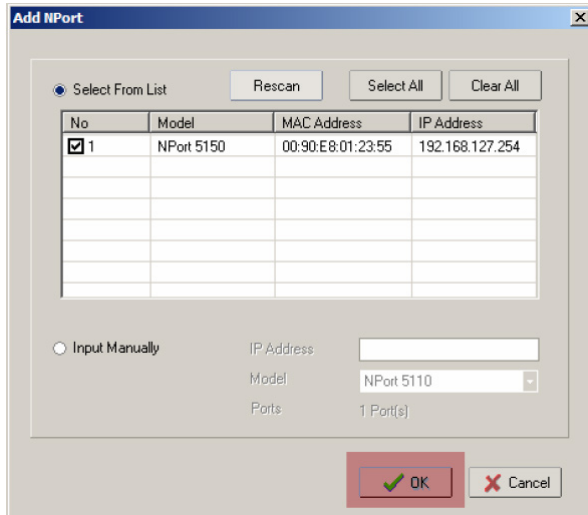 Add NPort
Select From List Rescan Select All Clear All
No Model MAC Address IP Address
1 NPort 5150 00:90:E8:01:23:55 192.168.127.254
Input Manually IP Address
Model NPort 5110
Ports 1 Port(s)
OK Cancel